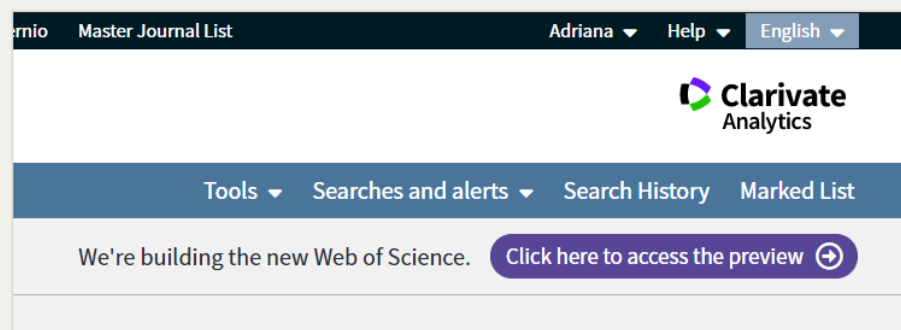 ernio Master Journal List Adriana Help English
Clarivate
Analytics
Tools Searches and alerts Search History Marked List
We're building the new Web of Science. Click here to access the preview